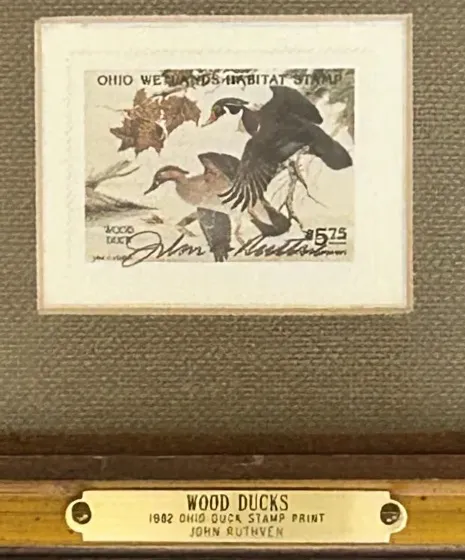 OHIO WETLANDS HABITAT STAMP
WOOD
DUCK
$5.75
John A. Ruthven
WOOD DUCKS
1982 OHIO DUCK STAMP PRINT
JOHN RUTHVEN